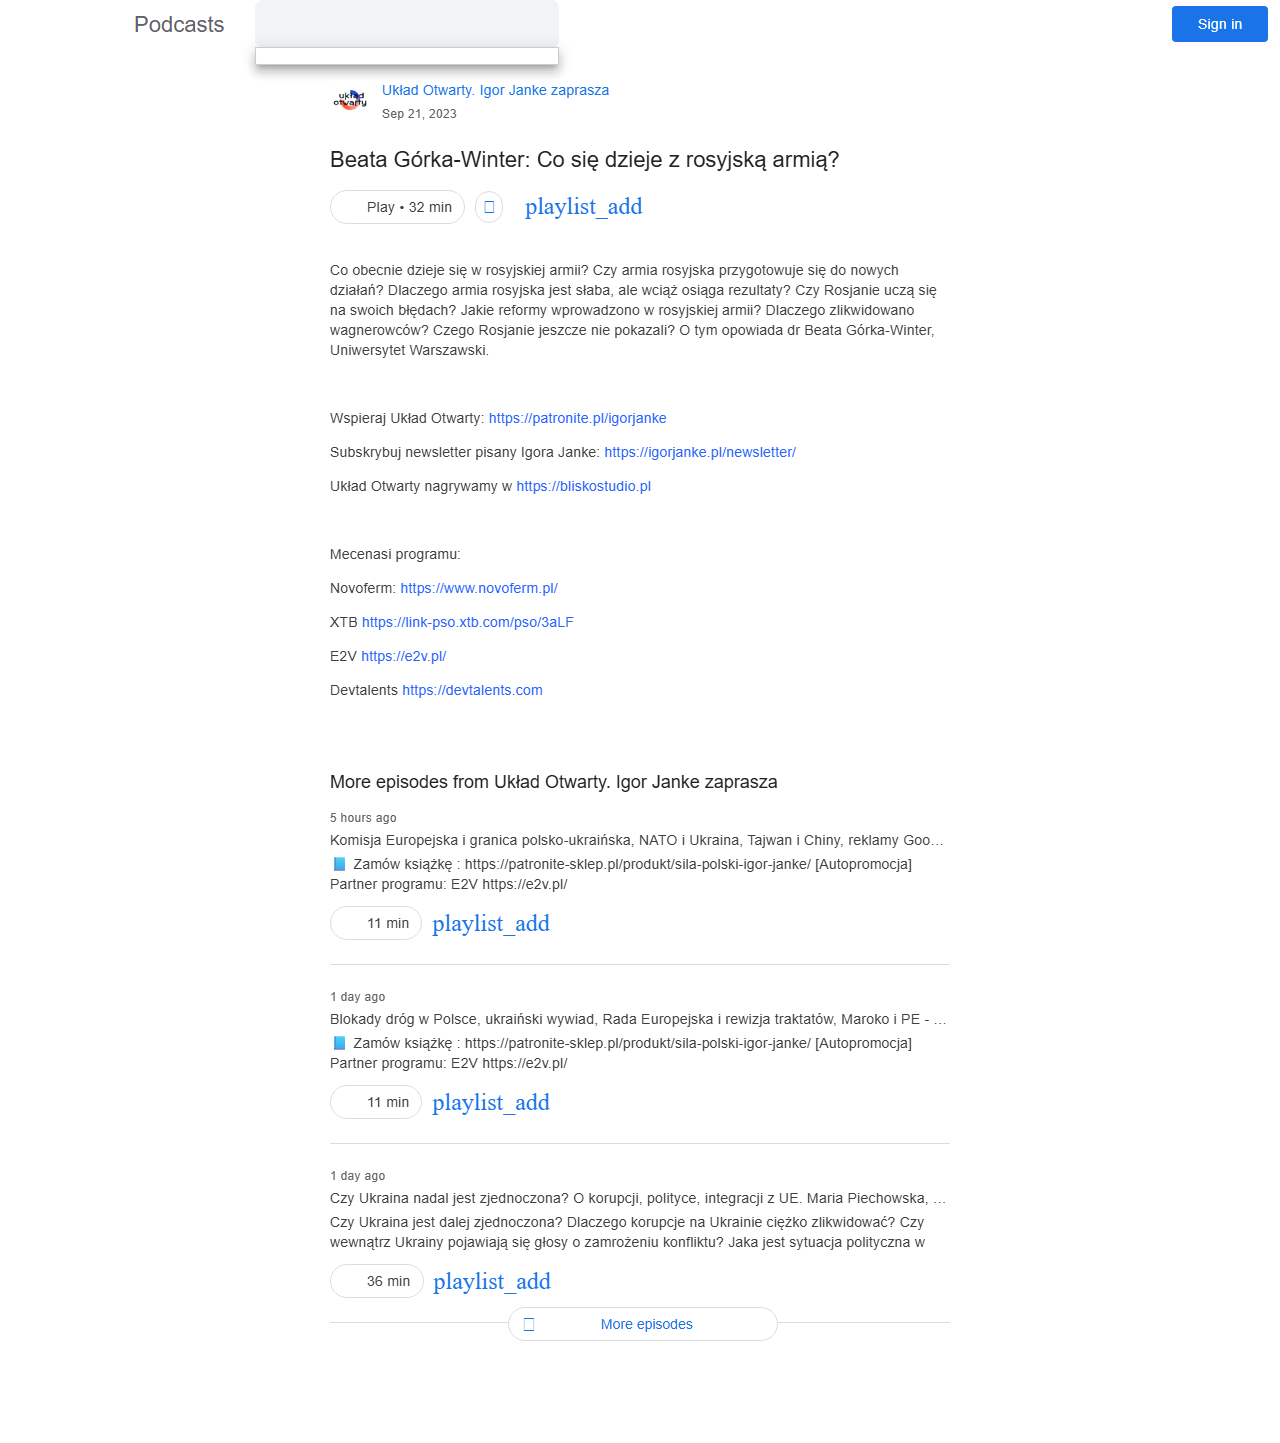 Podcasts
Sign in
układ
otwarty
Układ Otwarty. Igor Janke zaprasza
Sep 21, 2023
Beata Górka-Winter: Co się dzieje z rosyjską armią?
Play • 32 min
playlist_add
Co obecnie dzieje się w rosyjskiej armii? Czy armia rosyjska przygotowuje się do nowych
działań? Dlaczego armia rosyjska jest słaba, ale wciąż osiąga rezultaty? Czy Rosjanie uczą się
na swoich błędach? Jakie reformy wprowadzono w rosyjskiej armii? Dlaczego zlikwidowano
wagnerowców? Czego Rosjanie jeszcze nie pokazali? O tym opowiada dr Beata Górka-Winter,
Uniwersytet Warszawski.
Wspieraj Układ Otwarty: https://patronite.pl/igorjanke
Subskrybuj newsletter pisany Igora Janke: https://igorjanke.pl/newsletter/
Układ Otwarty nagrywamy w https://bliskostudio.pl
Mecenasi programu:
Novoferm: https://www.novoferm.pl/
XTB https://link-pso.xtb.com/pso/3aLF
E2V https://e2v.pl/
Devtalents https://devtalents.com
More episodes from Układ Otwarty. Igor Janke zaprasza
5 hours ago
Komisja Europejska i granica polsko-ukraińska, NATO i Ukraina, Tajwan i Chiny, reklamy Goo…
📘 Zamów książkę : https://patronite-sklep.pl/produkt/sila-polski-igor-janke/ [Autopromocja]
Partner programu: E2V https://e2v.pl/
11 min
playlist_add
1 day ago
Blokady dróg w Polsce, ukraiński wywiad, Rada Europejska i rewizja traktatów, Maroko i PE - …
📘 Zamów książkę : https://patronite-sklep.pl/produkt/sila-polski-igor-janke/ [Autopromocja]
Partner programu: E2V https://e2v.pl/
11 min
playlist_add
1 day ago
Czy Ukraina nadal jest zjednoczona? O korupcji, polityce, integracji z UE. Maria Piechowska, …
Czy Ukraina jest dalej zjednoczona? Dlaczego korupcje na Ukrainie ciężko zlikwidować? Czy
wewnątrz Ukrainy pojawiają się głosy o zamrożeniu konfliktu? Jaka jest sytuacja polityczna w
36 min
playlist_add
More episodes